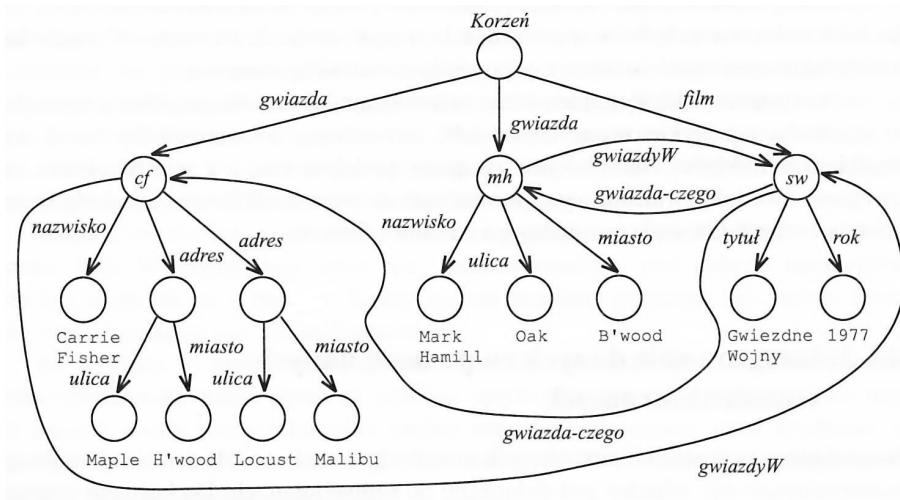 Korzeń
gwiazda
film
gwiazda
gwiazdyW
cf
mh
sw
gwiazda-czego
nazwisko
adres
adres
nazwisko
ulica
miasto
tytuł
rok
Carrie
Fisher
Mark
Hamill
Oak
B'wood
Gwiezdne
Wojny
1977
ulica
miasto
ulica
miasto
Maple
H'wood
Locust
Malibu
gwiazda-czego
gwiazdyW